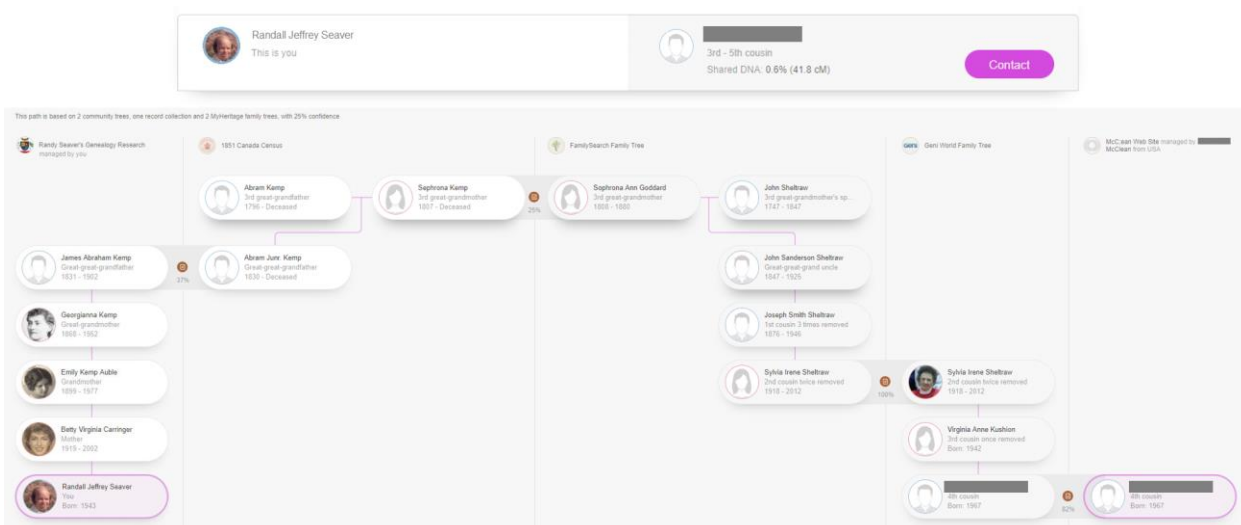 Randall Jeffrey Seaver
This is you
3rd - 5th cousin
Shared DNA: 0.6% (41.8 cM)
Contact
This path is based on 2 community trees, one record collection and 2 MyHeritage family trees, with 25% confidence
Randy Seaver's Genealogy Research
managed by you
1851 Canada Census
FamilySearch Family Tree
Geni
Geni World Family Tree
McClean Web Site managed by
McClean from USA
Abram Kemp
3rd great-grandfather
1796 - Deceased
Sephrona Kemp
3rd great-grandmother
1807 - Deceased
25%
Sophrona Ann Goddard
3rd great-grandmother
1808 - 1880
John Sheltraw
3rd great-grandmother's sp...
1747 - 1847
James Abraham Kemp
Great-great-grandfather
1831 - 1902
37%
Abram Junr. Kemp
Great-great-grandfather
1830 - Deceased
John Sanderson Sheltraw
Great-great-grand uncle
1847 - 1925
Georgianna Kemp
Great-grandmother
1868 - 1952
Joseph Smith Sheltraw
1st cousin 3 times removed
1876 - 1946
Emily Kemp Auble
Grandmother
1899 - 1977
Sylvia Irene Sheltraw
2nd cousin twice removed
1918 - 2012
100%
Sylvia Irene Sheltraw
2nd cousin twice removed
1918 - 2012
Betty Virginia Carringer
Mother
1919 - 2002
Virginia Anne Kushion
3rd cousin once removed
Born: 1942
Randall Jeffrey Seaver
You
Born: 1943
4th cousin
Born: 1967
82%
4th cousin
Born: 1967